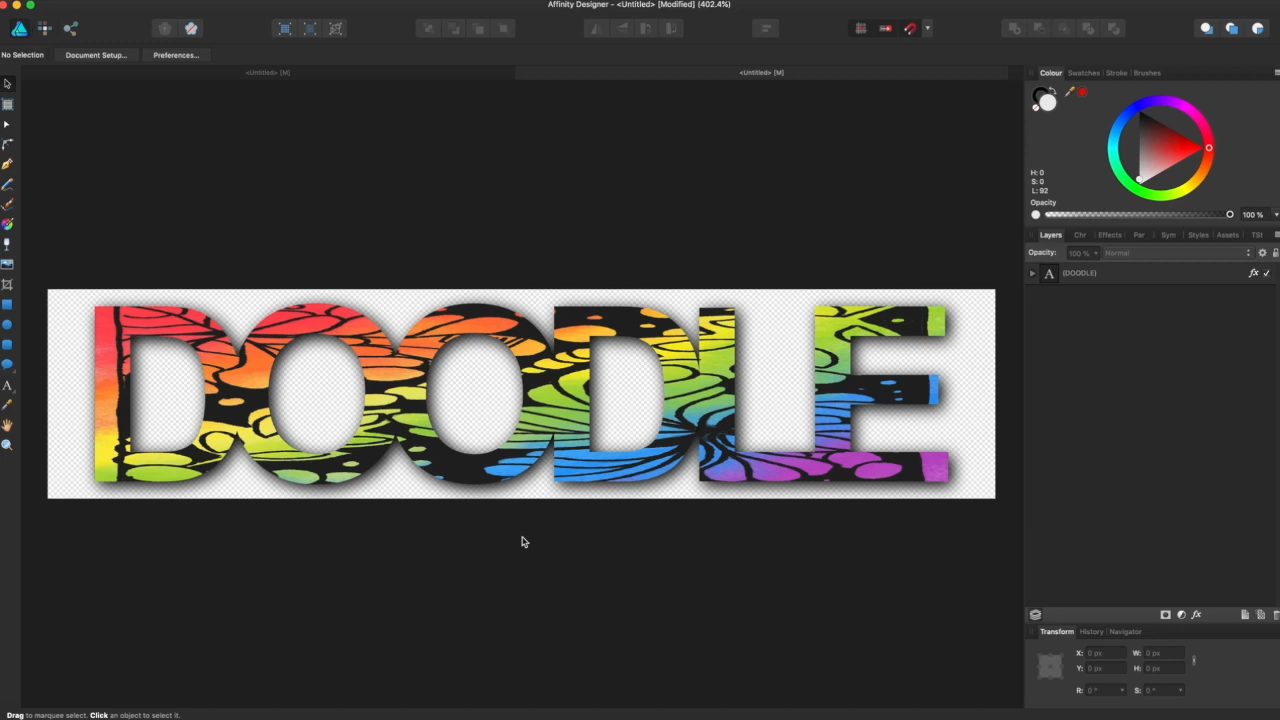 Affinity Designer - <Untitled> [Modified] (402.4%)
No Selection Document Setup... Preferences...
<Untitled> [M] <Untitled> [M]
Colour Swatches Stroke Brushes
H: 0
S: 0
L: 92
Opacity
100 %
Layers Chr Effects Par Sym Styles Assets TSt
Opacity: 100 % Normal
A (DOODLE) fx
DOODLE
A
fx
Transform History Navigator
X: 0 px W: 0 px
Y: 0 px H: 0 px
R: 0 ° S: 0 °
Drag to marquee select. Click an object to select it.